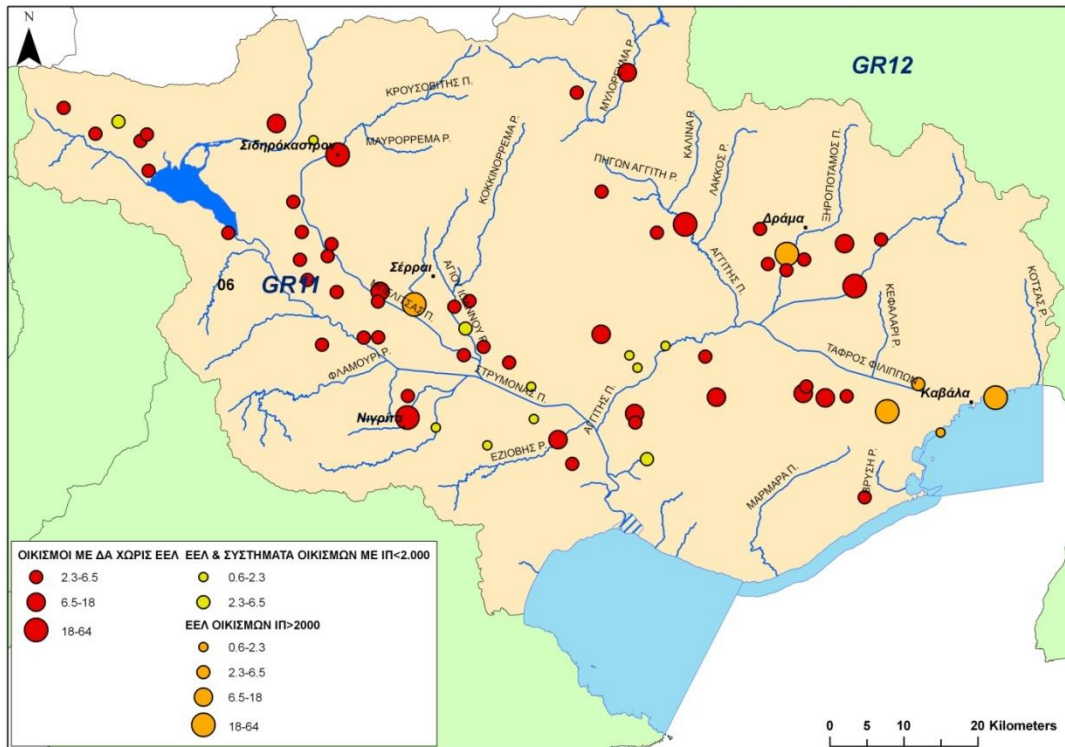 N
GR12
ΚΡΟΥΣΟΒΙΤΗΣ Π.
ΜΥΛΟΡΕΥΜΑ Ρ.
Σιδηρόκαστρον
ΜΑΥΡΟΡΡΕΜΑ Ρ.
ΚΟΚΚΙΝΟΡΡΕΜΑ Ρ.
ΠΗΓΩΝ ΑΓΓΙΤΗ Ρ.
ΚΑΛΙΝΑ Ρ.
ΛΑΚΚΟΣ Ρ.
ΞΗΡΟΠΟΤΑΜΟΣ Π.
Δράμα
ΑΓΓΙΤΗΣ Π.
Σέρραι
ΑΓΙΟΥ ΙΩΑΝΝΟΥ Ρ.
06
GR11
ΜΠΕΛΙΤΣΑΣ Π.
ΚΕΦΑΛΑΡΙ Ρ.
ΚΟΤΣΑΣ Ρ.
ΦΛΑΜΟΥΡΙ Ρ.
ΣΤΡΥΜΟΝΑΣ Π.
ΑΓΓΙΤΗΣ Π.
ΤΑΦΡΟΣ ΦΙΛΙΠΠΩΝ
Καβάλα
Νιγρίτα
ΕΖΙΟΒΗΣ Ρ.
ΜΑΡΜΑΡΑ Π.
ΒΡΥΣΗ Ρ.
ΟΙΚΙΣΜΟΙ ΜΕ ΔΑ ΧΩΡΙΣ ΕΕΛ
2.3-6.5
6.5-18
18-64
ΕΕΛ & ΣΥΣΤΗΜΑΤΑ ΟΙΚΙΣΜΩΝ ΜΕ ΙΠ<2.000
0.6-2.3
2.3-6.5
ΕΕΛ ΟΙΚΙΣΜΩΝ ΙΠ>2000
0.6-2.3
2.3-6.5
6.5-18
18-64
0 5 10 20 Kilometers